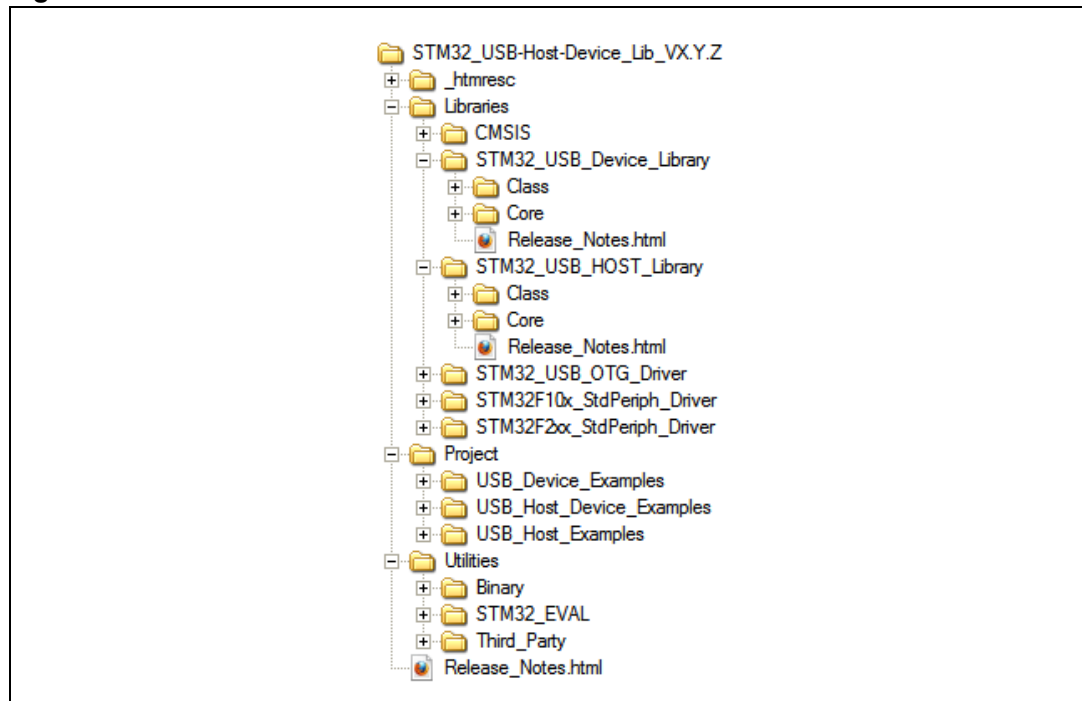 STM32_USB-Host-Device_Lib_VX.Y.Z
_htmresc
Libraries
CMSIS
STM32_USB_Device_Library
Class
Core
Release_Notes.html
STM32_USB_HOST_Library
Class
Core
Release_Notes.html
STM32_USB_OTG_Driver
STM32F10x_StdPeriph_Driver
STM32F2xx_StdPeriph_Driver
Project
USB_Device_Examples
USB_Host_Device_Examples
USB_Host_Examples
Utilities
Binary
STM32_EVAL
Third_Party
Release_Notes.html